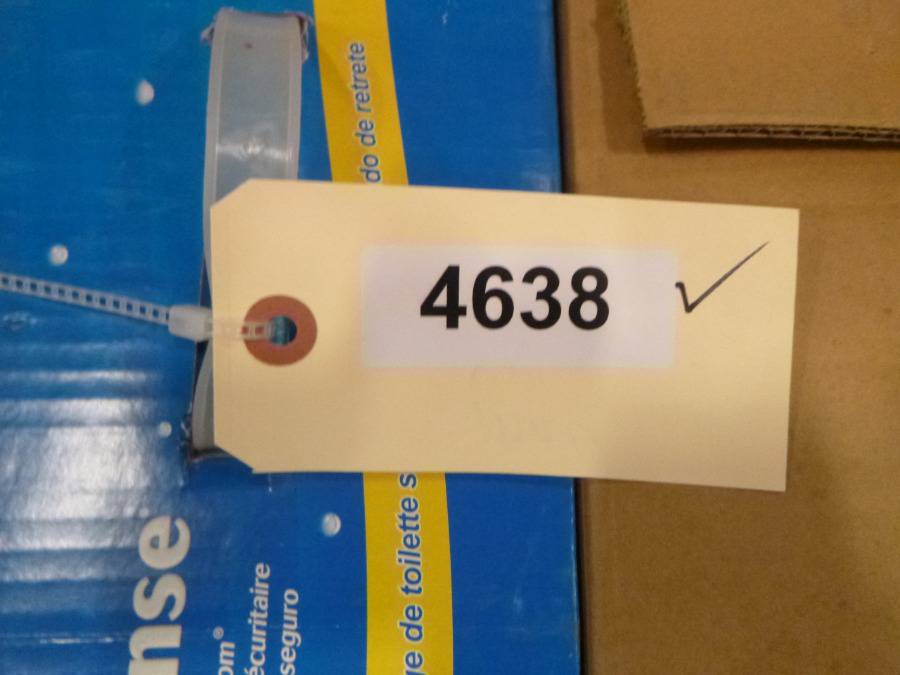 4638
do de retrete
ge de toilette s
nse
om®
écuritaire
seguro